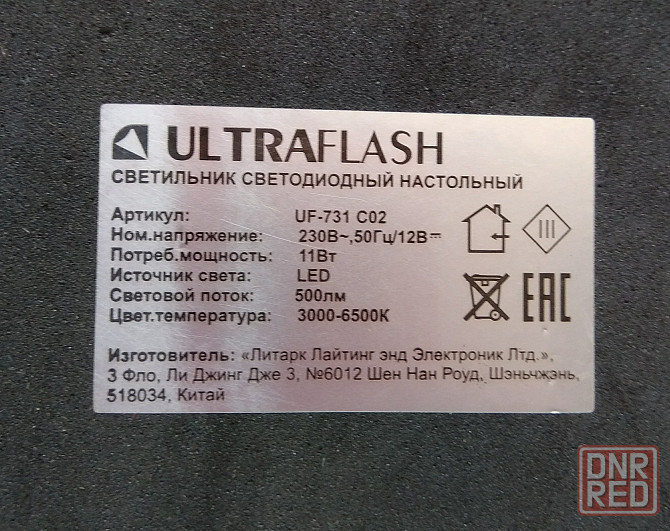 ULTRAFLASH
СВЕТИЛЬНИК СВЕТОДИОДНЫЙ НАСТОЛЬНЫЙ
Артикул: UF-731 C02
Ном.напряжение: 230В~,50Гц/12В⎓
Потреб.мощность: 11Вт
Источник света: LED
Световой поток: 500лм
Цвет.температура: 3000-6500К
III
EAC
Изготовитель: «Литарк Лайтинг энд Электроник Лтд.»,
3 Фло, Ли Джинг Дже 3, №6012 Шен Нан Роуд, Шэньчжэнь,
518034, Китай
DNR
RED